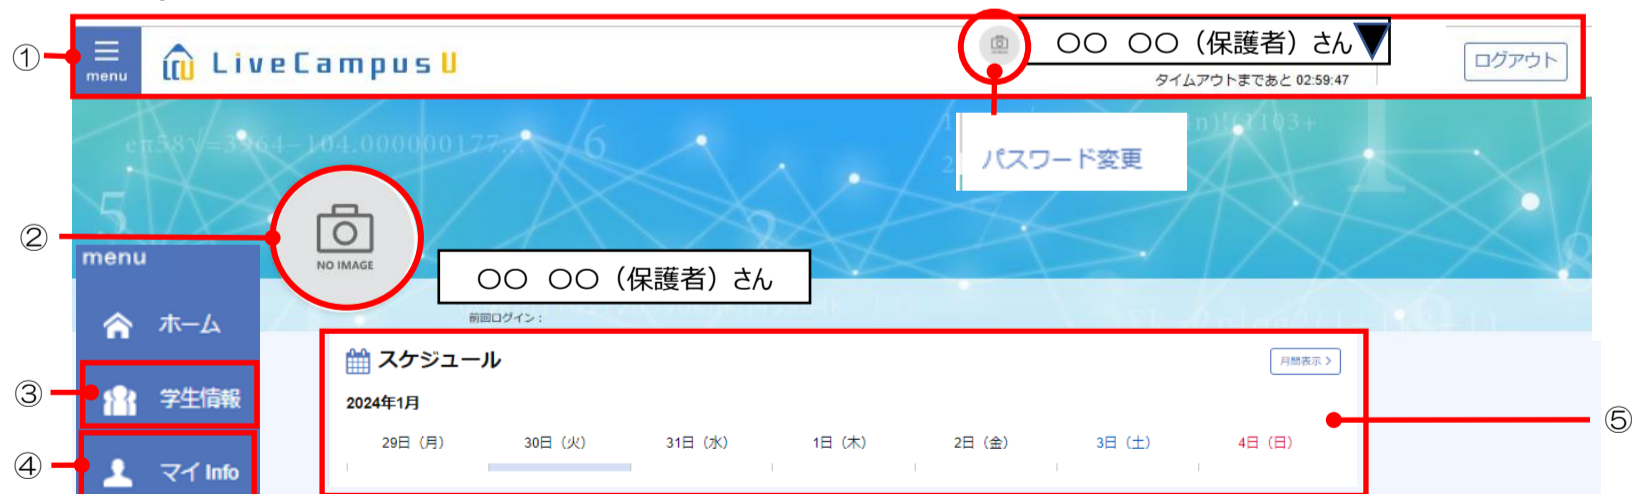 ①
menu
LiveCampusU
〇〇 〇〇（保護者）さん
ログアウト
タイムアウトまであと 02:59:47
パスワード変更
②
NO IMAGE
menu
〇〇 〇〇（保護者）さん
前回ログイン：
ホーム
スケジュール
月間表示 >
③
学生情報
2024年1月
⑤
29日（月） 30日（火） 31日（水） 1日（木） 2日（金） 3日（土） 4日（日）
④
マイ Info